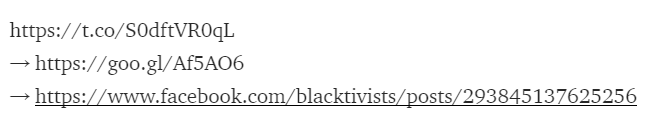 https://t.co/S0dftVR0qL
→ https://goo.gl/Af5AO6
→ https://www.facebook.com/blacktivists/posts/293845137625256